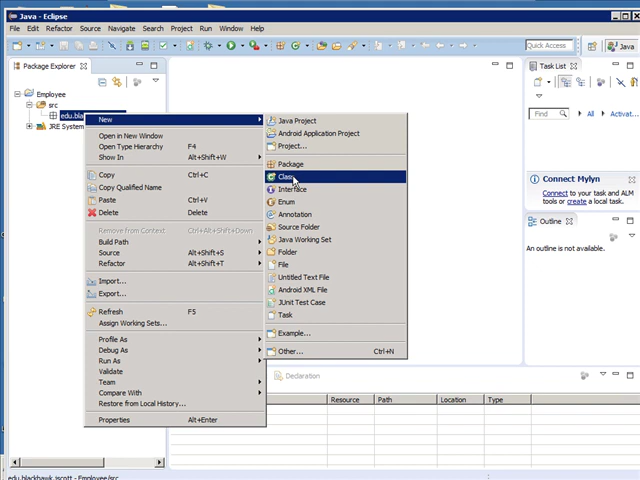 Java - Eclipse
File Edit Refactor Source Navigate Search Project Run Window Help
Quick Access
Java
Package Explorer
Employee
src
JRE System
New
Open in New Window
Open Type Hierarchy F4
Show In Alt+Shift+W
Copy Ctrl+C
Copy Qualified Name
Paste Ctrl+V
Delete Delete
Remove from Context Ctrl+Alt+Shift+Down
Build Path
Source Alt+Shift+S
Refactor Alt+Shift+T
Import...
Export...
Refresh F5
Assign Working Sets...
Profile As
Debug As
Run As
Validate
Team
Compare With
Restore from Local History...
Properties Alt+Enter
Java Project
Android Application Project
Project...
Package
Class
Interface
Enum
Annotation
Source Folder
Java Working Set
Folder
File
Untitled Text File
Android XML File
JUnit Test Case
Task
Example...
Other... Ctrl+N
Task List
Find All Activat...
Connect Mylyn
Connect to your task and ALM
tools or create a local task.
Outline
An outline is not available.
Declaration
Resource Path Location Type
edu.blackhawk.jscott - Employee/src